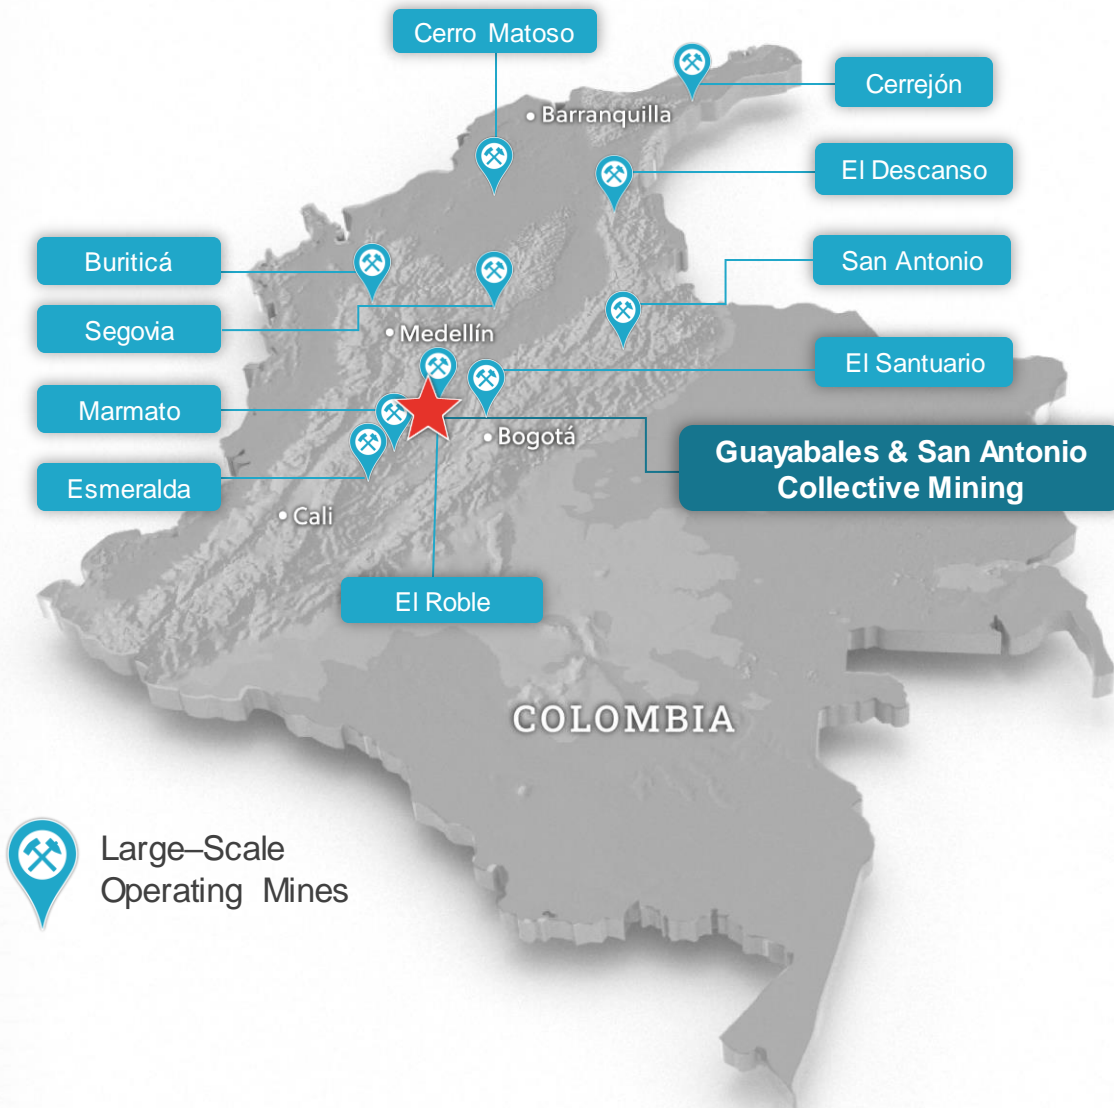 Cerro Matoso
Cerrejón
Barranquilla
El Descanso
Buriticá
San Antonio
Segovia
Medellín
El Santuario
Marmato
Bogotá
Guayabales & San Antonio
Collective Mining
Esmeralda
Cali
El Roble
COLOMBIA
Large–Scale
Operating Mines